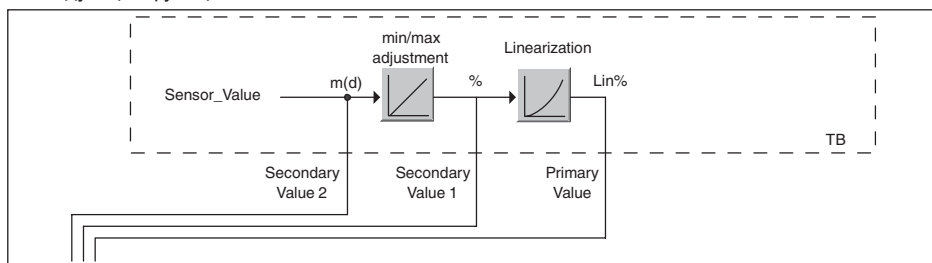 min/max
adjustment
Linearization
Sensor_Value
m(d)
%
Lin%
TB
Secondary
Value 2
Secondary
Value 1
Primary
Value